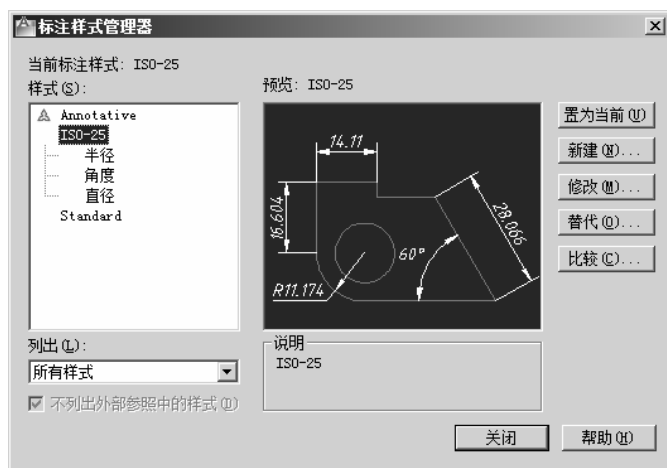 标注样式管理器
当前标注样式: ISO-25
样式(S):
Annotative
ISO-25
半径
角度
直径
Standard
预览: ISO-25
14.11
16.604
28.066
60°
R11.174
置为当前(U)
新建(N)...
修改(M)...
替代(O)...
比较(C)...
列出(L):
所有样式
不列出外部参照中的样式(D)
说明
ISO-25
关闭
帮助(H)